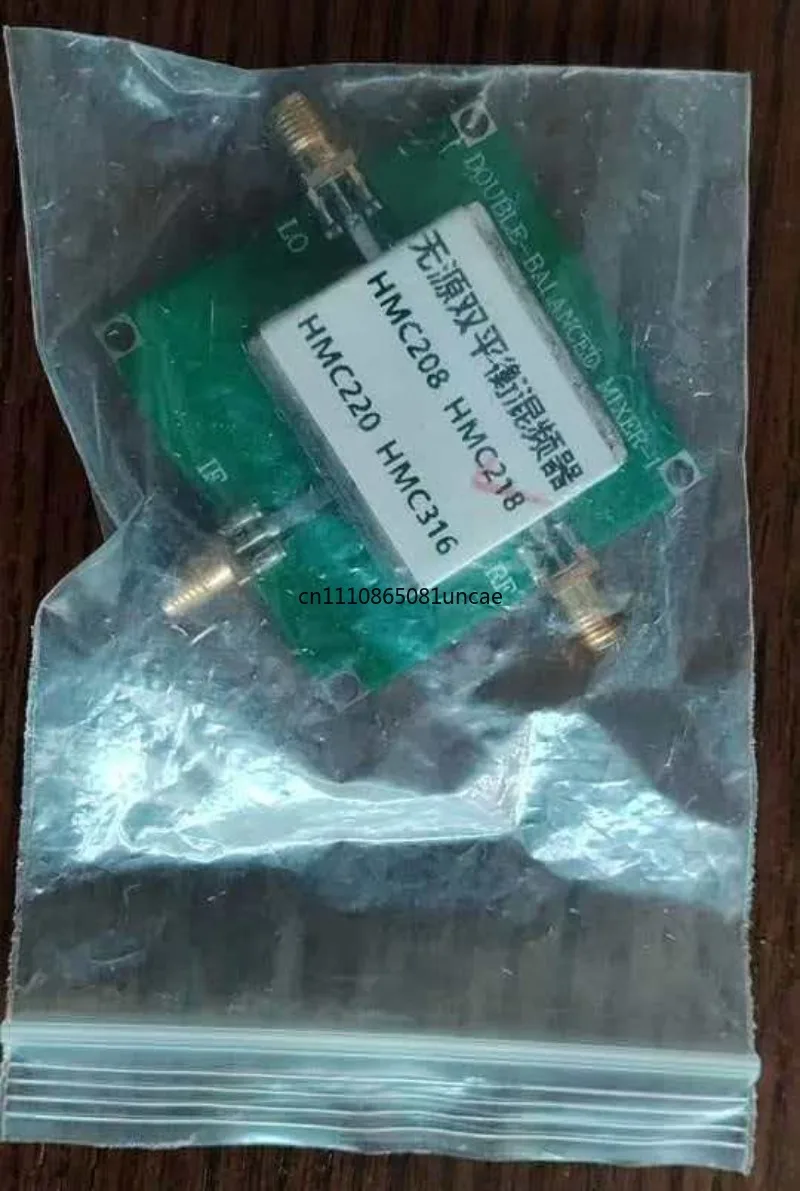 DOUBLE-BALANCED MIXER-1
LO
无源双平衡混频器
HMC208 HMC218
HMC220 HMC316
IF
RF
cn1110865081uncae